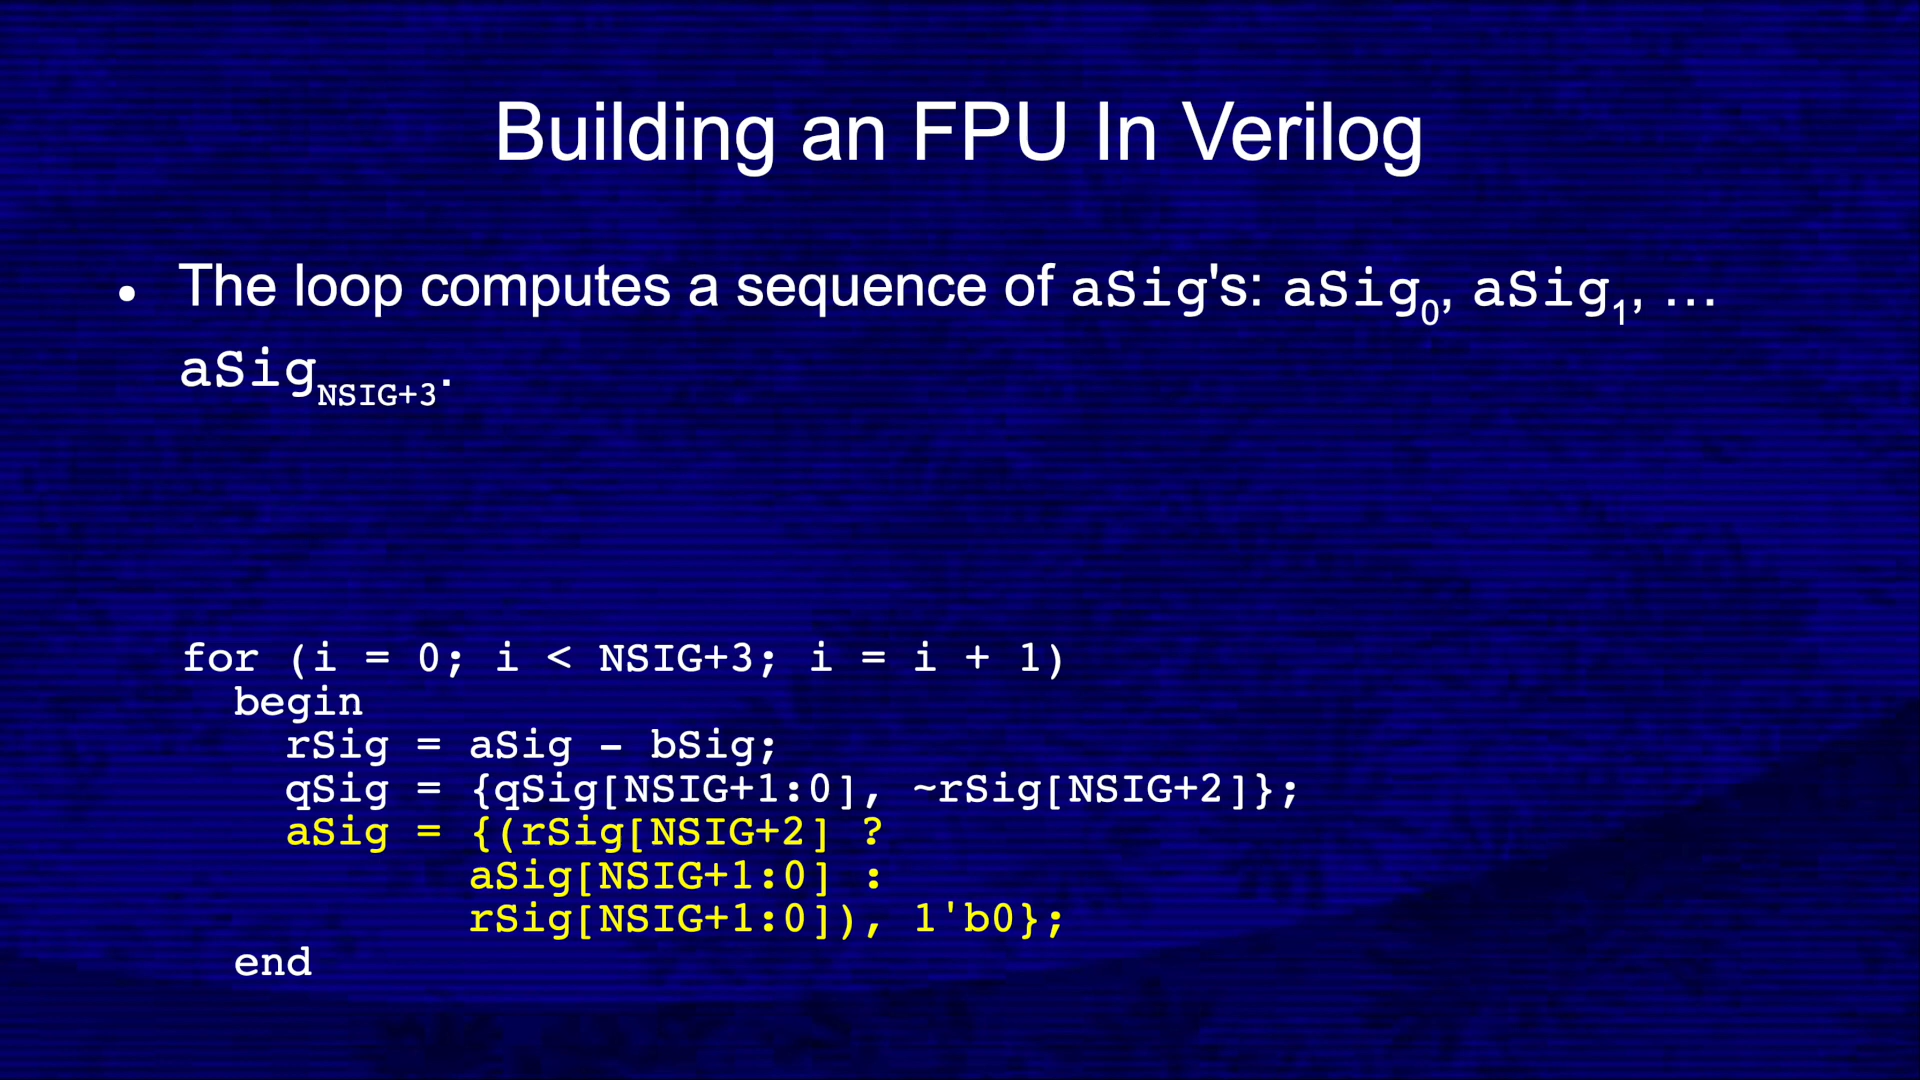 Building an FPU In Verilog
• The loop computes a sequence of aSig's: aSig₀, aSig₁, …
aSig_NSIG+3.
for (i = 0; i < NSIG+3; i = i + 1)
  begin
    rSig = aSig – bSig;
    qSig = {qSig[NSIG+1:0], ~rSig[NSIG+2]};
    aSig = {(rSig[NSIG+2] ?
           aSig[NSIG+1:0] :
           rSig[NSIG+1:0]), 1'b0};
  end